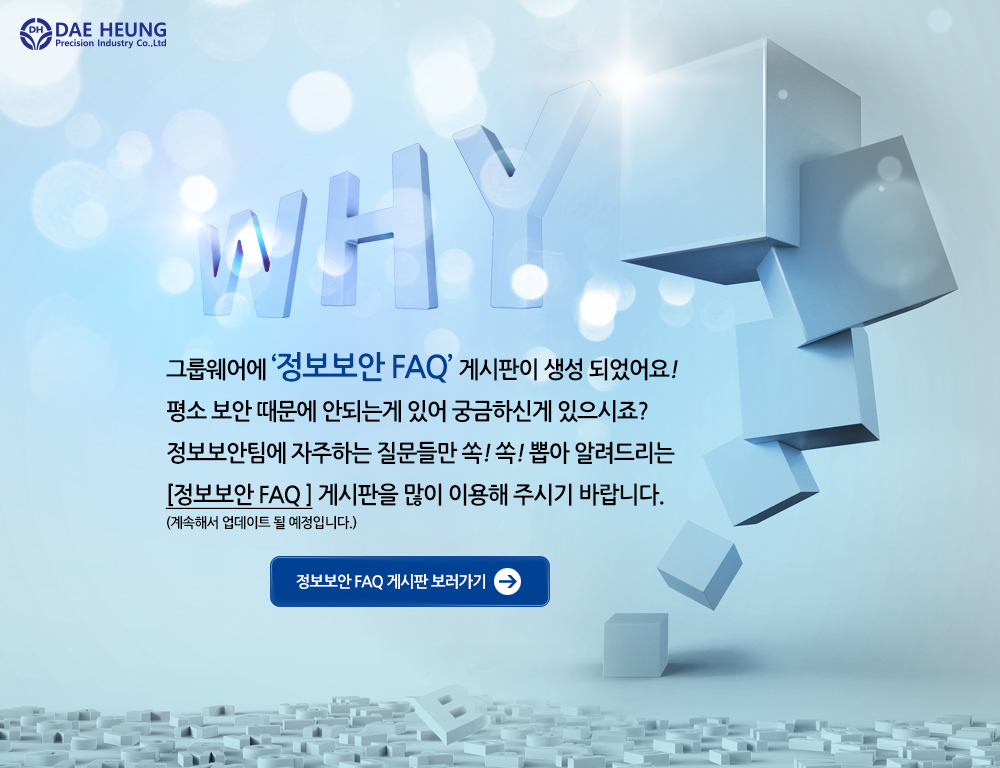 DH
DAE HEUNG
Precision Industry Co.,Ltd
WHY
그룹웨어에 ‘정보보안 FAQ’ 게시판이 생성 되었어요!
평소 보안 때문에 안되는게 있어 궁금하신게 있으시죠?
정보보안팀에 자주하는 질문들만 쏙! 쏙! 뽑아 알려드리는
[정보보안 FAQ ] 게시판을 많이 이용해 주시기 바랍니다.
(계속해서 업데이트 될 예정입니다.)
정보보안 FAQ 게시판 보러가기
B